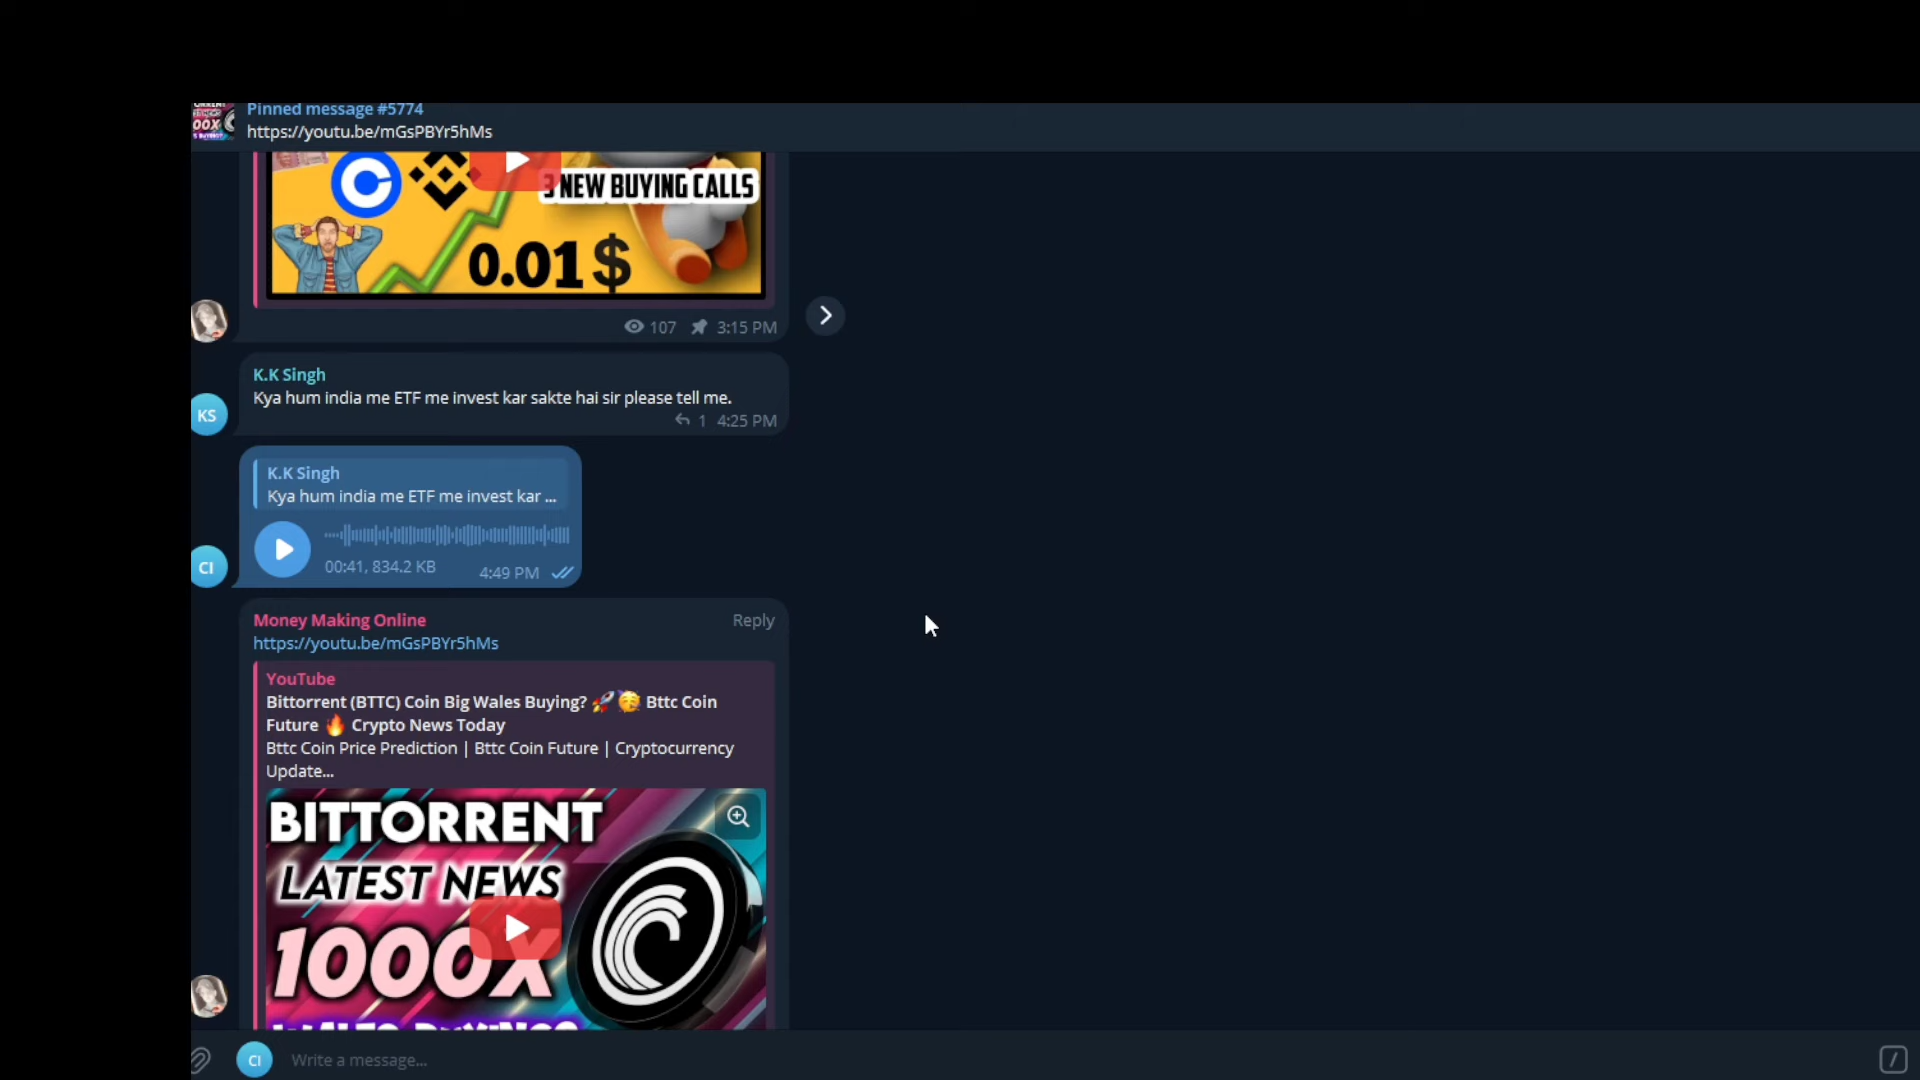 Pinned message #5774
https://youtu.be/mGsPBYr5hMs
3 NEW BUYING CALLS
0.01$
107 3:15 PM
K.K Singh
Kya hum india me ETF me invest kar sakte hai sir please tell me.
KS
1 4:25 PM
K.K Singh
Kya hum india me ETF me invest kar ...
00:41, 834.2 KB
4:49 PM
CI
Money Making Online
Reply
https://youtu.be/mGsPBYr5hMs
YouTube
Bittorrent (BTTC) Coin Big Wales Buying? 🚀🥳 Bttc Coin
Future 🔥 Crypto News Today
Bttc Coin Price Prediction | Bttc Coin Future | Cryptocurrency
Update...
BITTORRENT
LATEST NEWS
1000X
CI
Write a message...
/